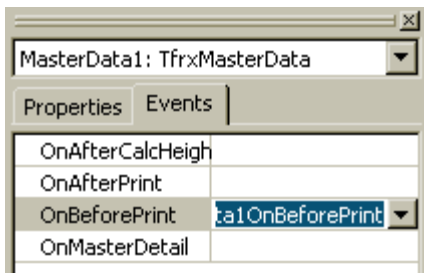 MasterData1: TfrxMasterData
Properties Events
OnAfterCalcHeigh
OnAfterPrint
OnBeforePrint ta1OnBeforePrint
OnMasterDetail